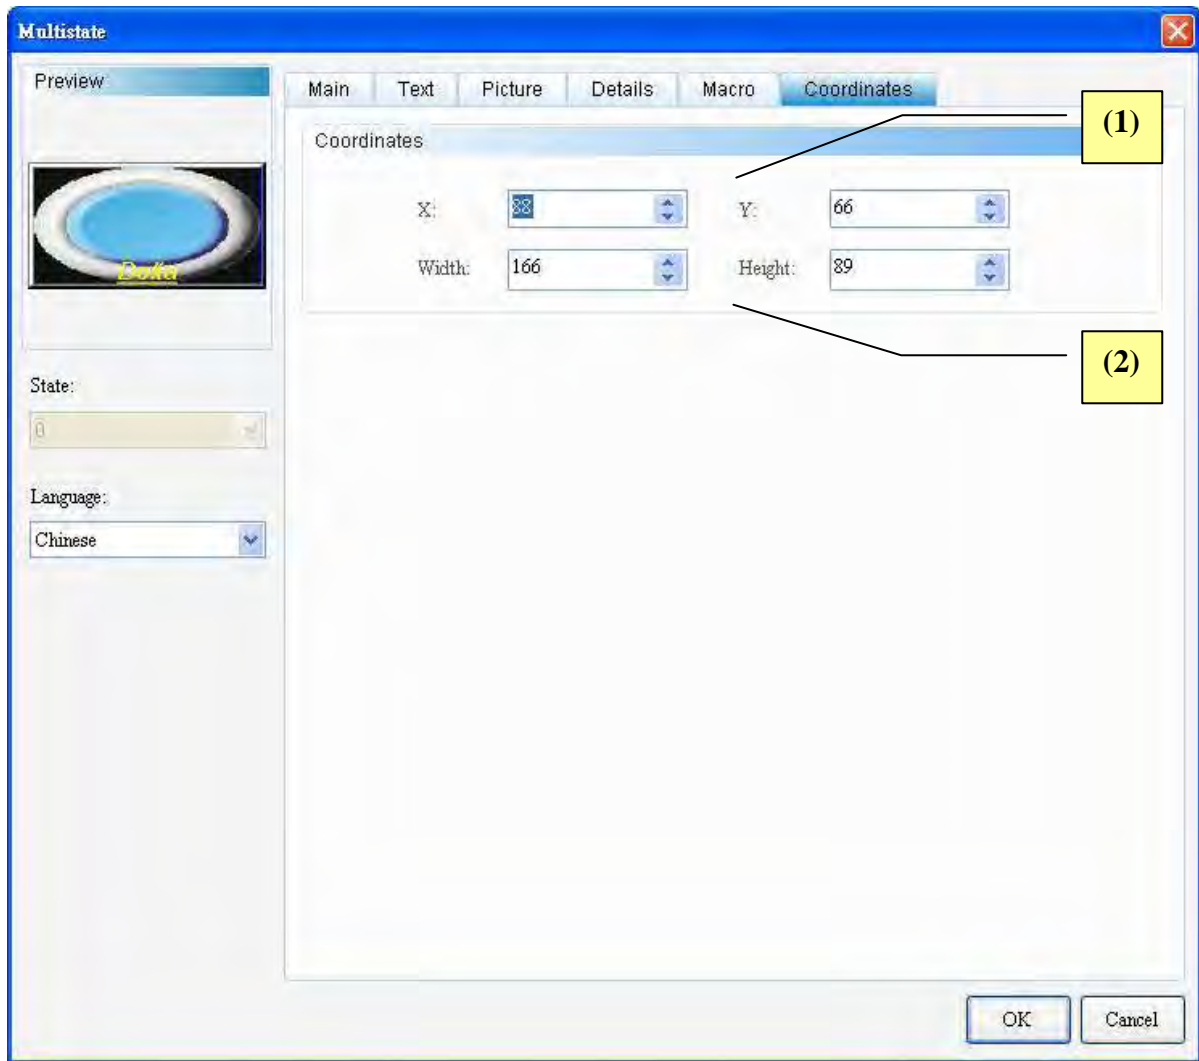 Multistate
Preview
Main Text Picture Details Macro Coordinates
(1)
Coordinates
X: 88 Y: 66
Width: 166 Height: 89
Delta
(2)
State:
0
Language:
Chinese
OK Cancel